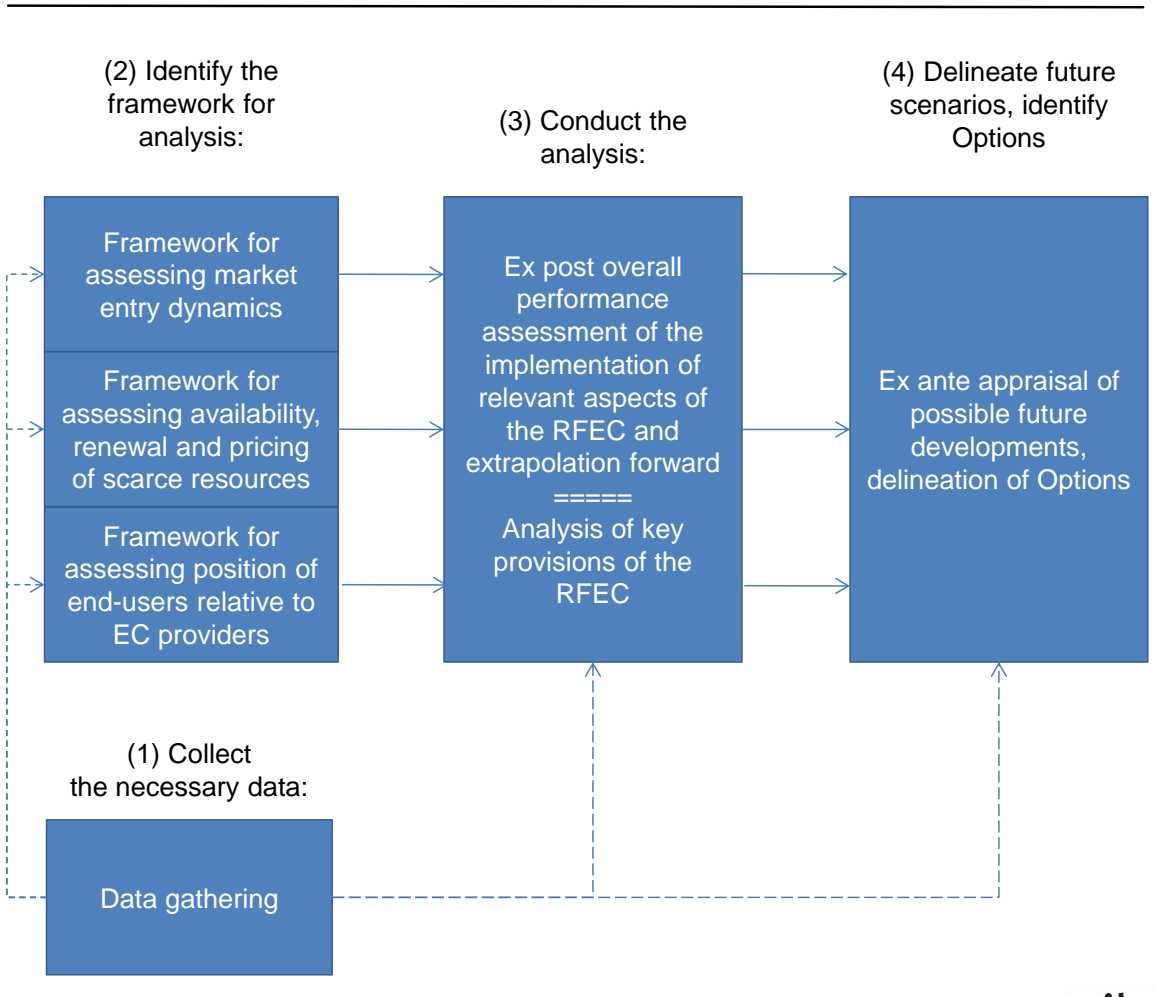 (2) Identify the
framework for
analysis:
(3) Conduct the
analysis:
(4) Delineate future
scenarios, identify
Options
Framework for
assessing market
entry dynamics
Framework for
assessing availability,
renewal and pricing
of scarce resources
Framework for
assessing position of
end-users relative to
EC providers
Ex post overall
performance
assessment of the
implementation of
relevant aspects of
the RFEC and
extrapolation forward
=====
Analysis of key
provisions of the
RFEC
Ex ante appraisal of
possible future
developments,
delineation of Options
(1) Collect
the necessary data:
Data gathering